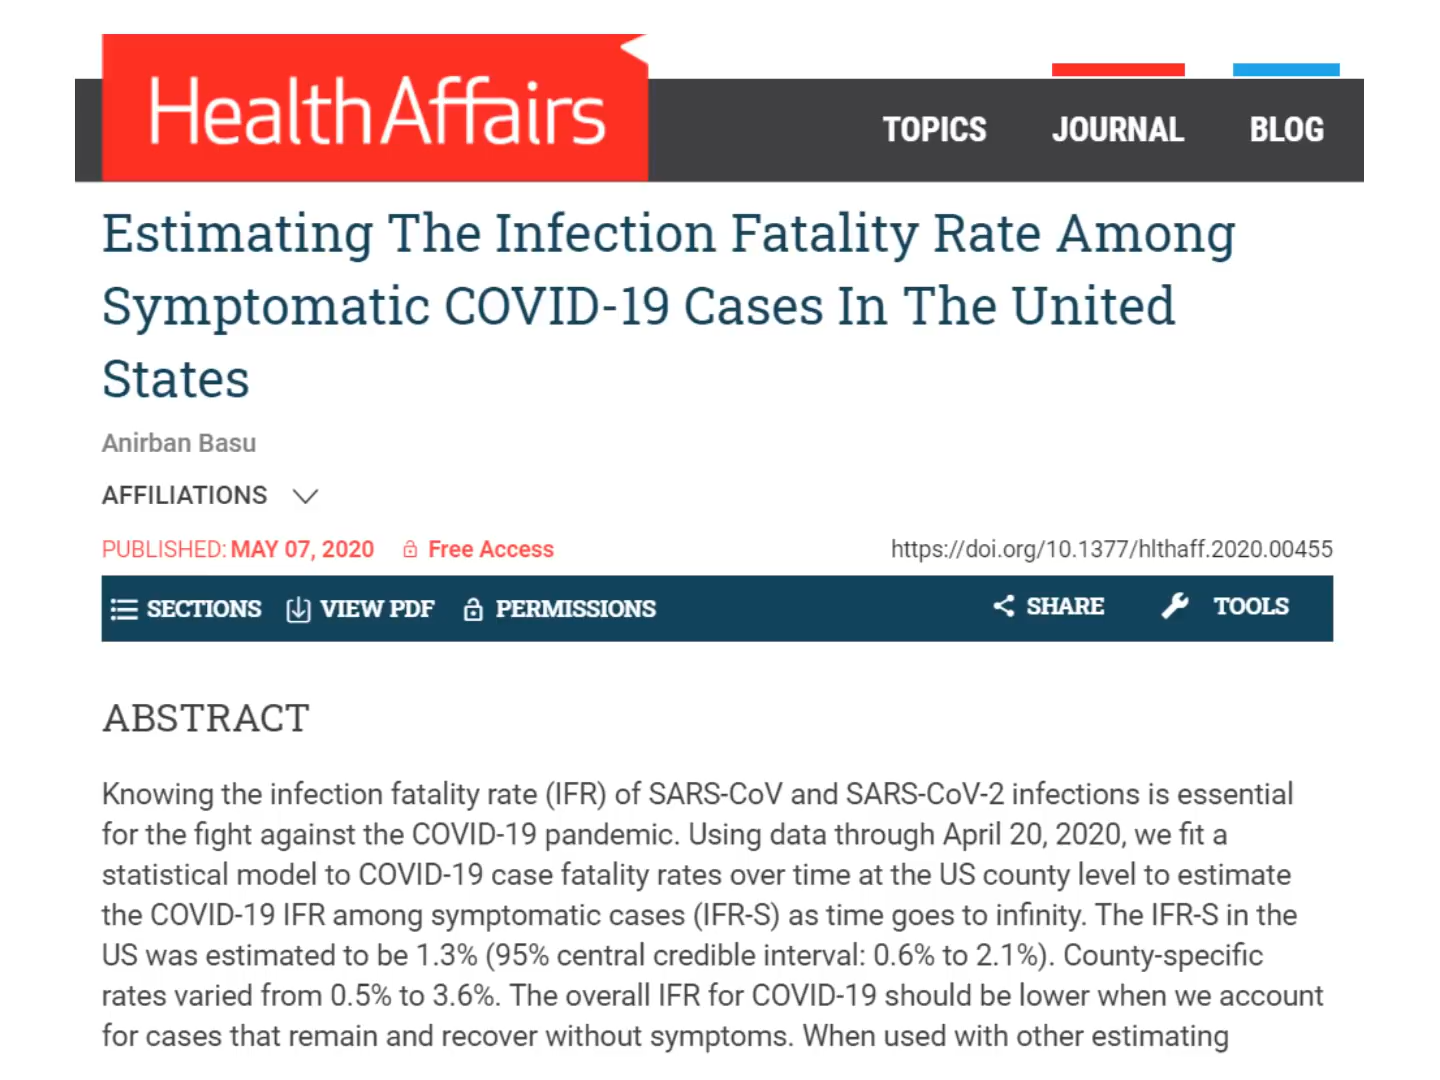 HealthAffairs
TOPICS JOURNAL BLOG
Estimating The Infection Fatality Rate Among
Symptomatic COVID-19 Cases In The United
States
Anirban Basu
AFFILIATIONS
PUBLISHED: MAY 07, 2020 Free Access https://doi.org/10.1377/hlthaff.2020.00455
SECTIONS VIEW PDF PERMISSIONS SHARE TOOLS
ABSTRACT
Knowing the infection fatality rate (IFR) of SARS-CoV and SARS-CoV-2 infections is essential
for the fight against the COVID-19 pandemic. Using data through April 20, 2020, we fit a
statistical model to COVID-19 case fatality rates over time at the US county level to estimate
the COVID-19 IFR among symptomatic cases (IFR-S) as time goes to infinity. The IFR-S in the
US was estimated to be 1.3% (95% central credible interval: 0.6% to 2.1%). County-specific
rates varied from 0.5% to 3.6%. The overall IFR for COVID-19 should be lower when we account
for cases that remain and recover without symptoms. When used with other estimating